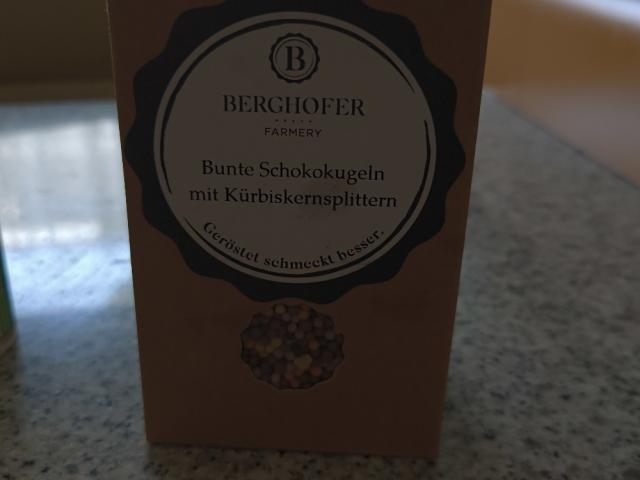 B
BERGHOFER
FARMERY
Bunte Schokokugeln
mit Kürbiskernsplittern
Geröstet schmeckt besser.